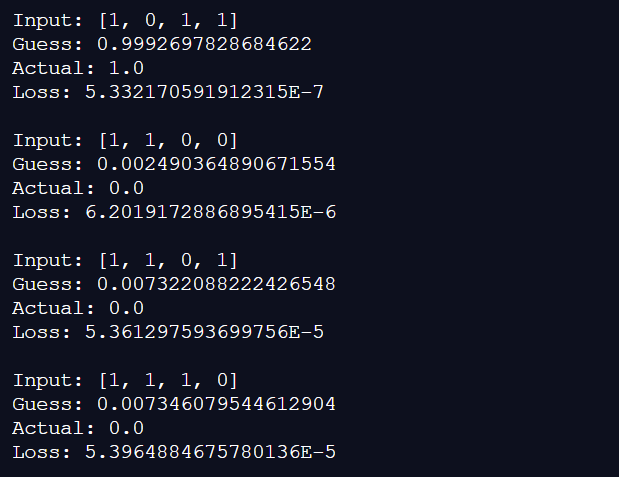 Input: [1, 0, 1, 1]
Guess: 0.9992697828684622
Actual: 1.0
Loss: 5.332170591912315E-7
Input: [1, 1, 0, 0]
Guess: 0.002490364890671554
Actual: 0.0
Loss: 6.2019172886895415E-6
Input: [1, 1, 0, 1]
Guess: 0.007322088222426548
Actual: 0.0
Loss: 5.361297593699756E-5
Input: [1, 1, 1, 0]
Guess: 0.007346079544612904
Actual: 0.0
Loss: 5.3964884675780136E-5